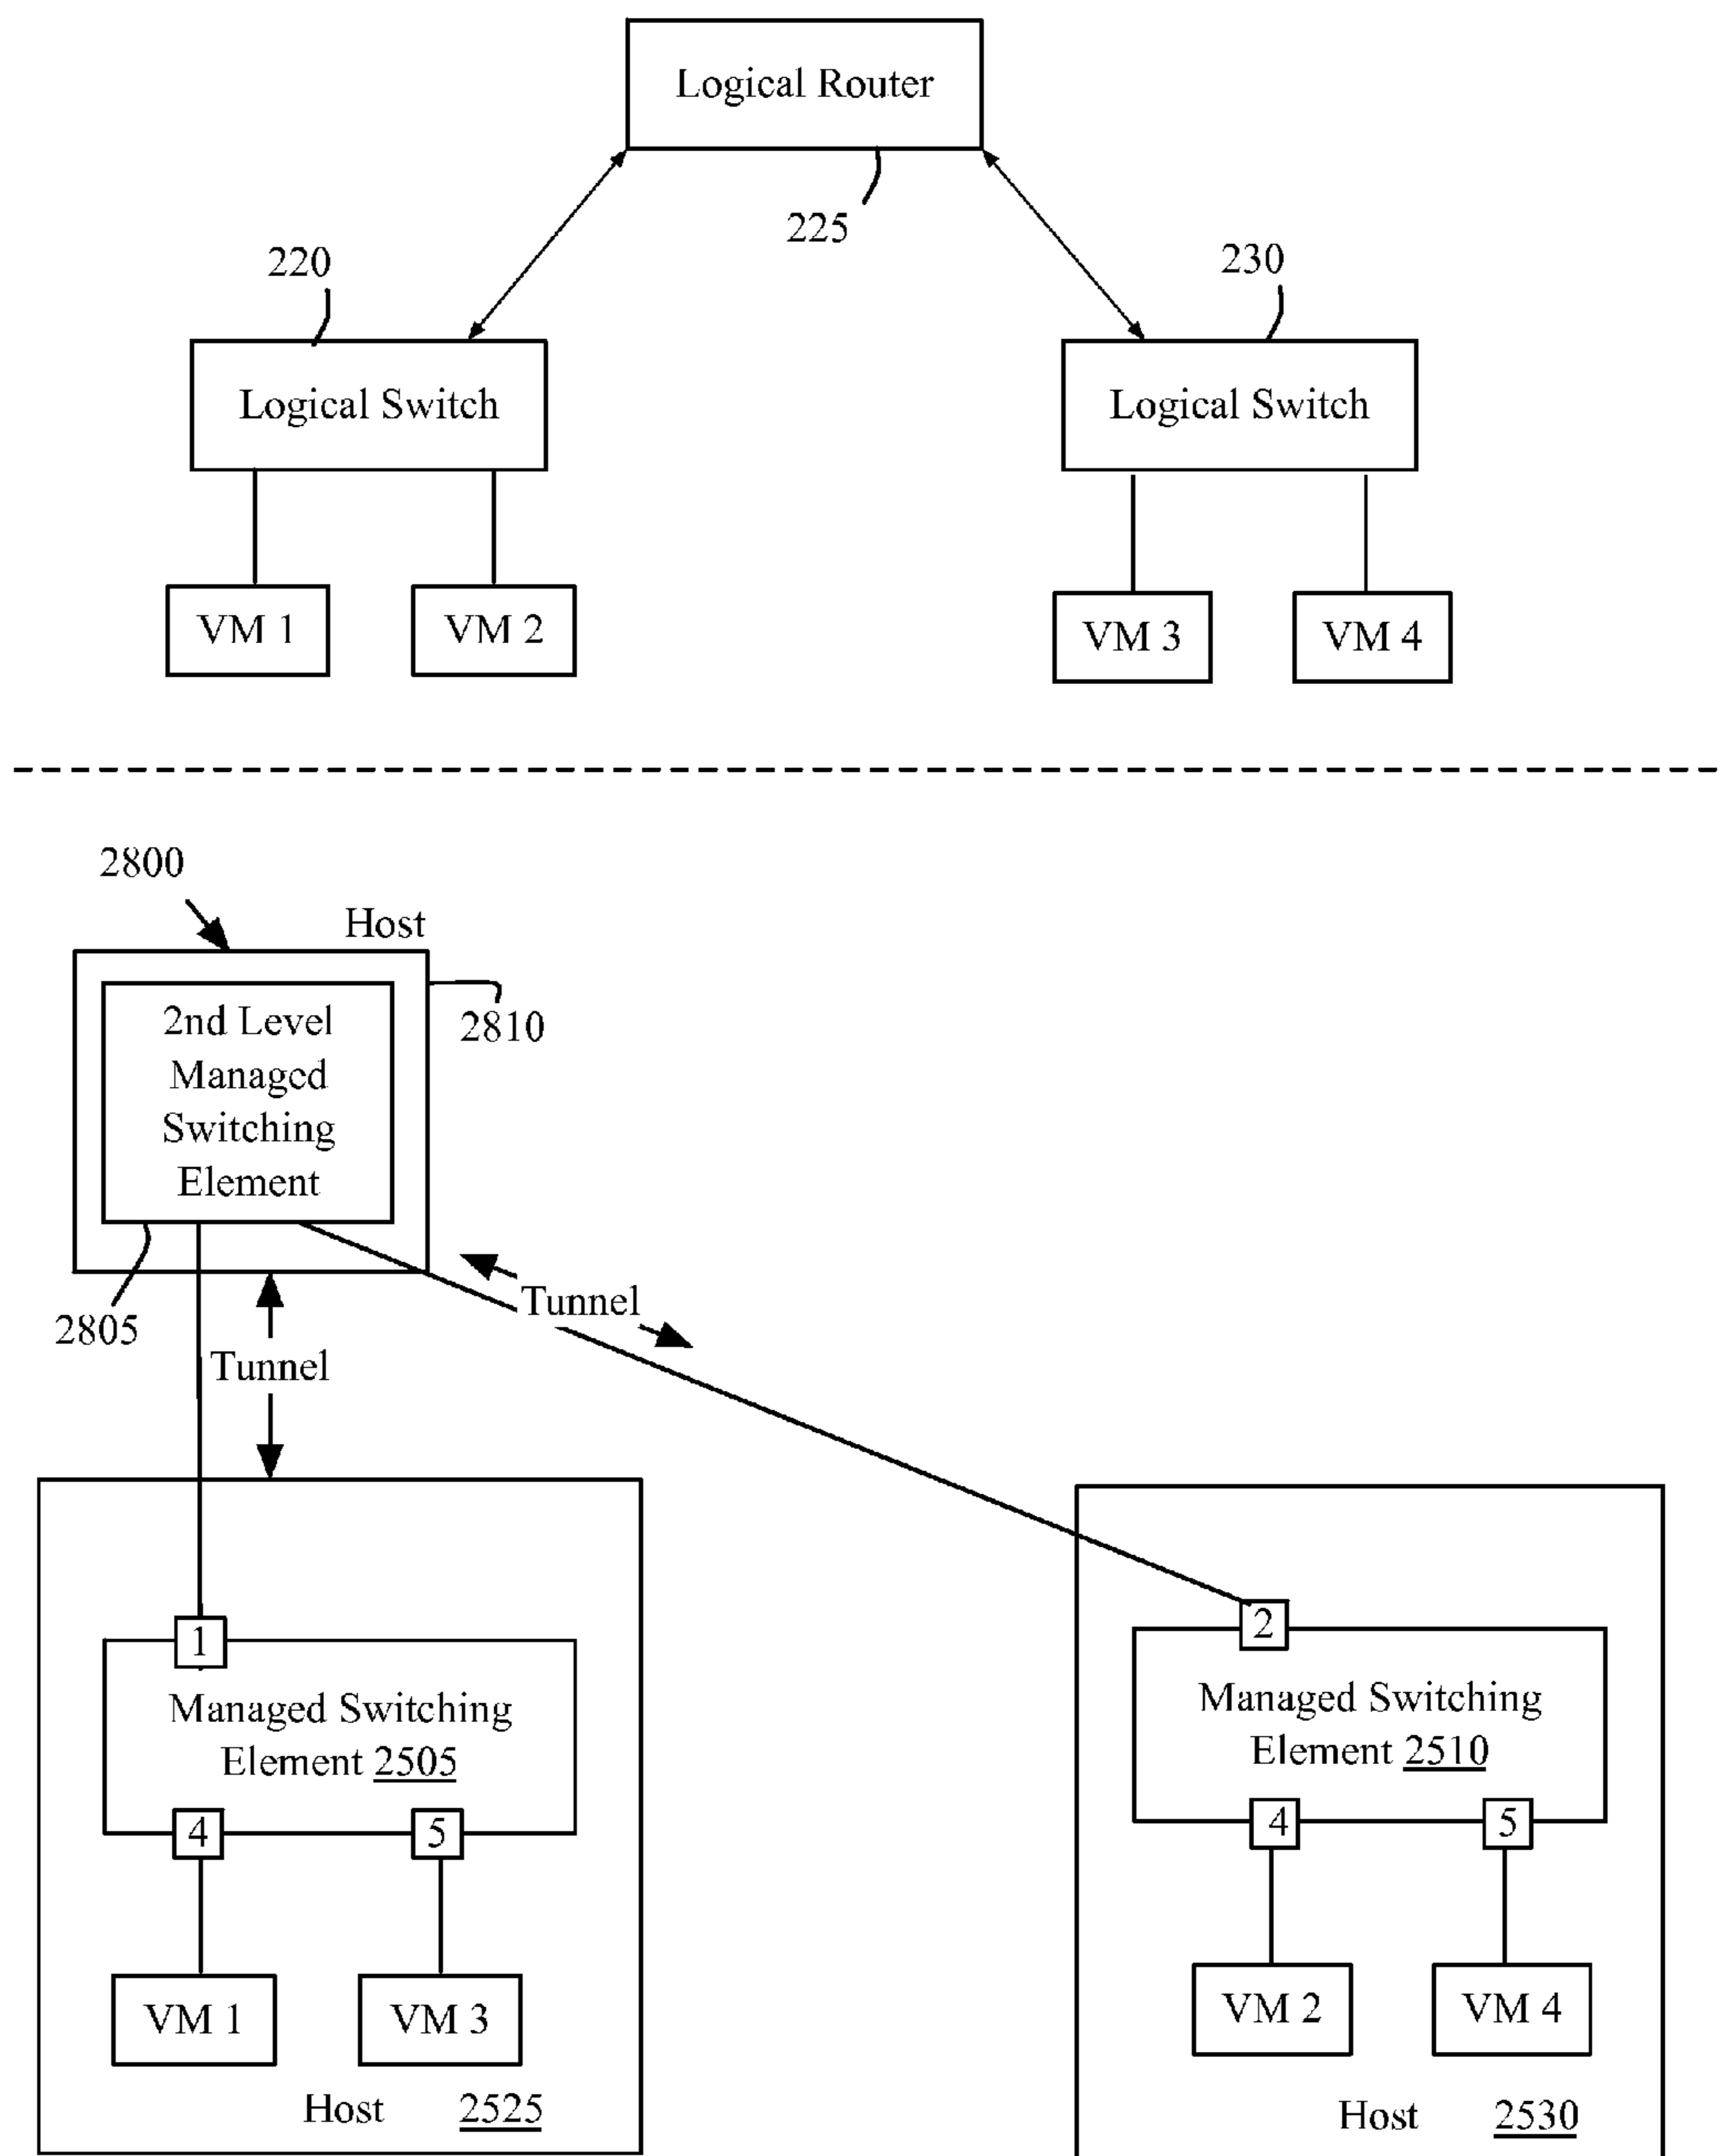 Logical Router
225
220
230
Logical Switch
Logical Switch
VM 1
VM 2
VM 3
VM 4
2800
Host
2nd Level
Managed
Switching
Element
2810
2805
Tunnel
Tunnel
1
2
Managed Switching
Element 2505
Managed Switching
Element 2510
4
5
4
5
VM 1
VM 3
VM 2
VM 4
Host 2525
Host 2530